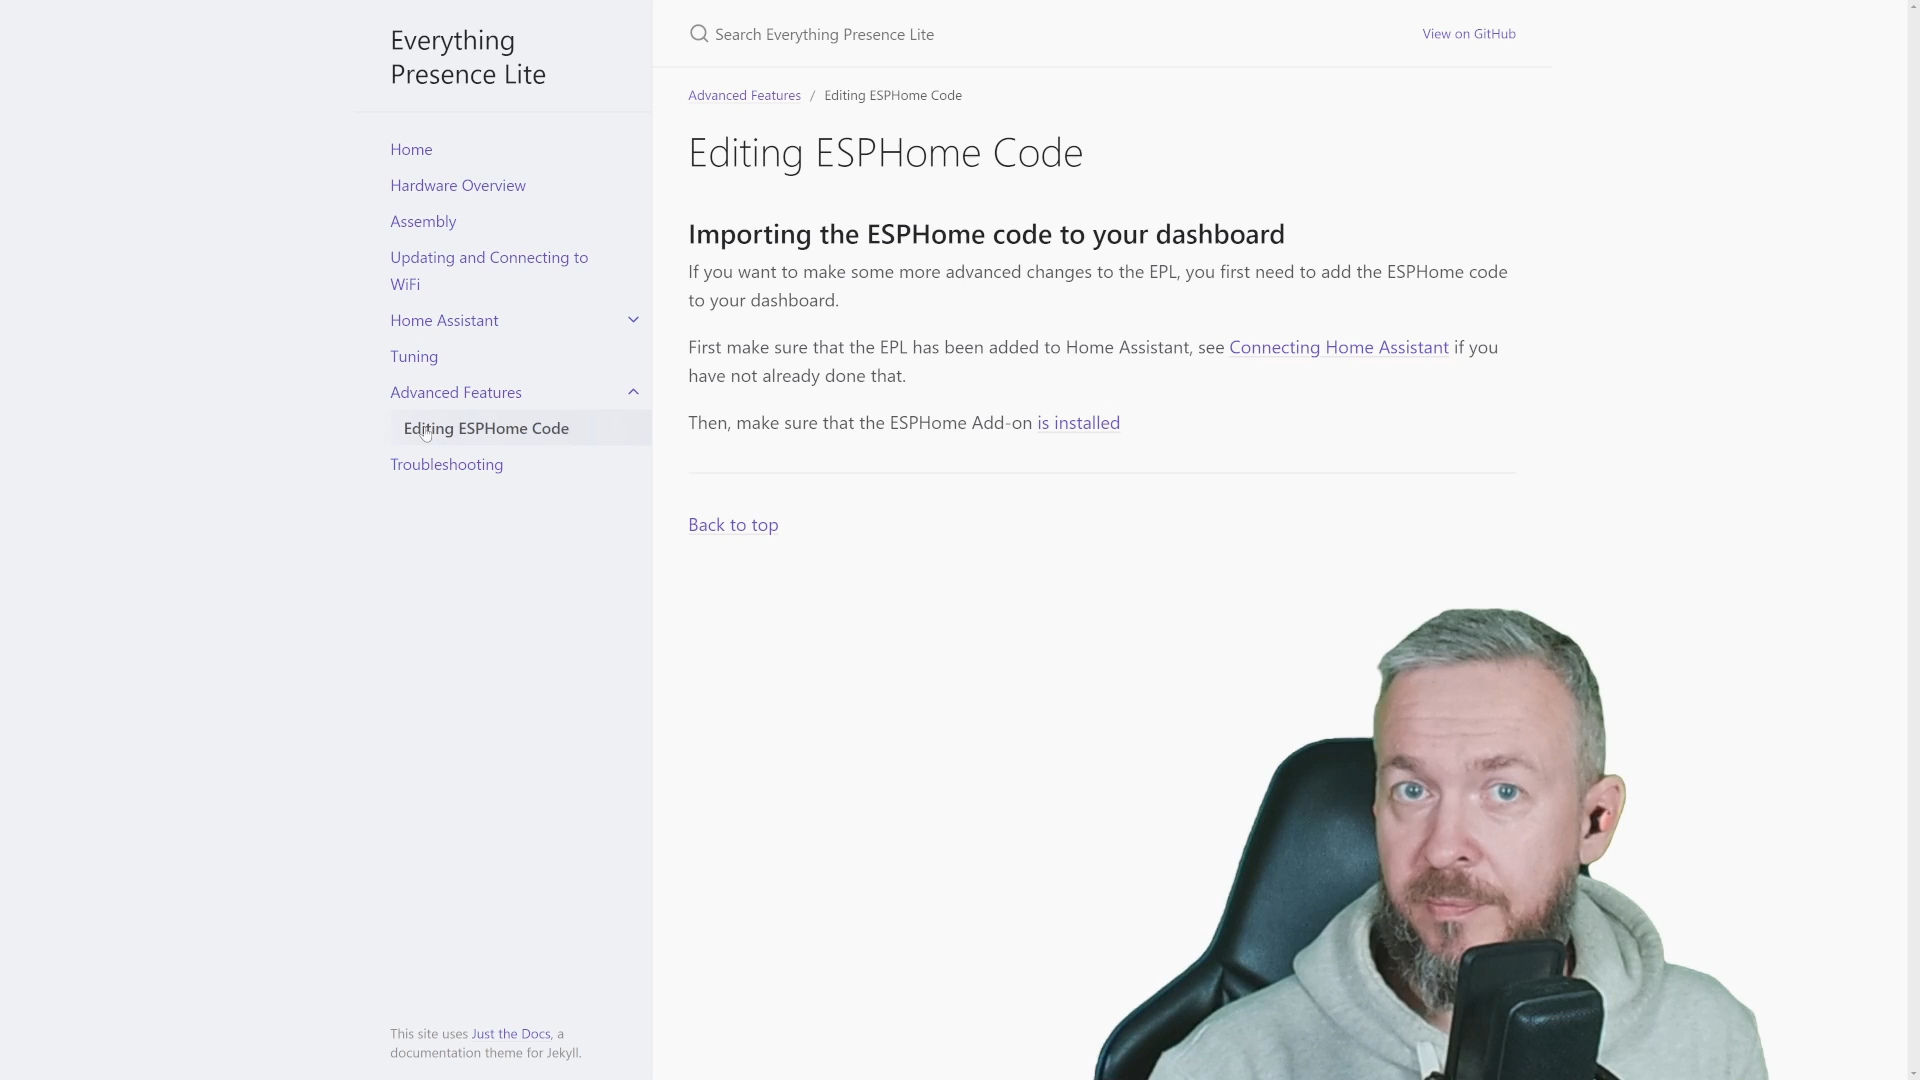 Everything
Presence Lite
Home
Hardware Overview
Assembly
Updating and Connecting to
WiFi
Home Assistant
Tuning
Advanced Features
Editing ESPHome Code
Troubleshooting
This site uses Just the Docs, a
documentation theme for Jekyll.
Search Everything Presence Lite
View on GitHub
Advanced Features / Editing ESPHome Code
Editing ESPHome Code
Importing the ESPHome code to your dashboard
If you want to make some more advanced changes to the EPL, you first need to add the ESPHome code
to your dashboard.
First make sure that the EPL has been added to Home Assistant, see Connecting Home Assistant if you
have not already done that.
Then, make sure that the ESPHome Add-on is installed
Back to top